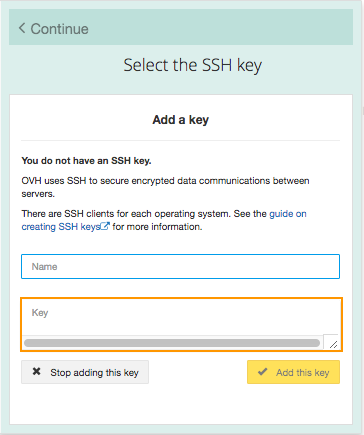 Continue
Select the SSH key
Add a key
You do not have an SSH key.
OVH uses SSH to secure encrypted data communications between
servers.
There are SSH clients for each operating system. See the guide on
creating SSH keys for more information.
Name
Key
Stop adding this key
Add this key